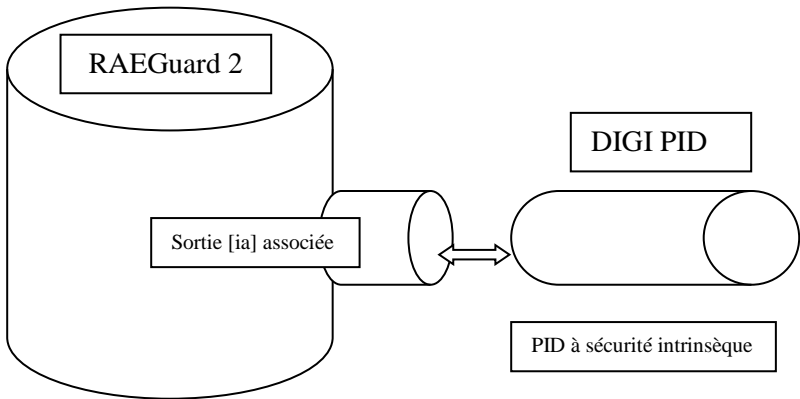 RAEGuard 2
DIGI PID
Sortie [ia] associée
PID à sécurité intrinsèque